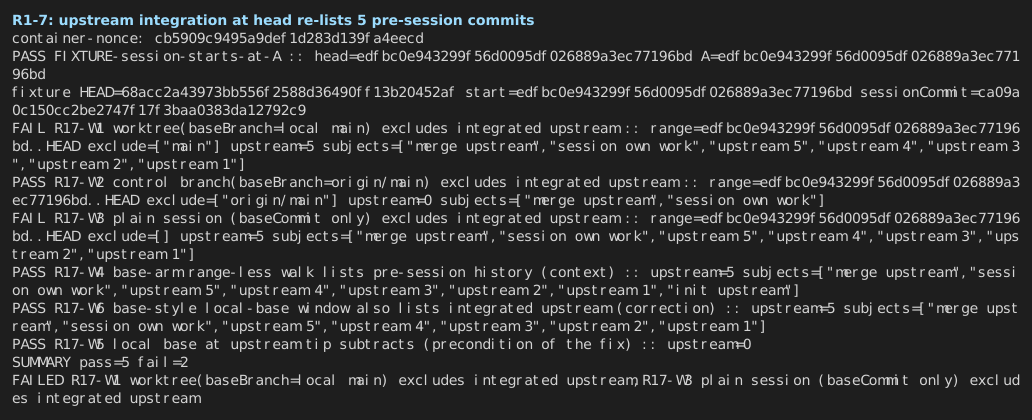 R1-7: upstream integration at head re-lists 5 pre-session commits
container-nonce: cb5909c9495a9def1d283d139fa4eecd
PASS FIXTURE-session-starts-at-A :: head=edfbc0e943299f56d0095df026889a3ec77196bd A=edfbc0e943299f56d0095df026889a3ec771
96bd
fixture HEAD=68acc2a43973bb556f2588d36490ff13b20452af start=edfbc0e943299f56d0095df026889a3ec77196bd sessionCommit=ca09a
0c150cc2be2747f17f3baa0383da12792c9
FAIL R17-W1 worktree(baseBranch=local main) excludes integrated upstream :: range=edfbc0e943299f56d0095df026889a3ec77196
bd..HEAD exclude=["main"] upstream=5 subjects=["merge upstream","session own work","upstream 5","upstream 4","upstream 3
","upstream 2","upstream 1"]
PASS R17-W2 control branch(baseBranch=origin/main) excludes integrated upstream :: range=edfbc0e943299f56d0095df026889a3
ec77196bd..HEAD exclude=["origin/main"] upstream=0 subjects=["merge upstream","session own work"]
FAIL R17-W3 plain session (baseCommit only) excludes integrated upstream :: range=edfbc0e943299f56d0095df026889a3ec77196
bd..HEAD exclude=[] upstream=5 subjects=["merge upstream","session own work","upstream 5","upstream 4","upstream 3","ups
tream 2","upstream 1"]
PASS R17-W4 base-arm range-less walk lists pre-session history (context) :: upstream=5 subjects=["merge upstream","sessi
on own work","upstream 5","upstream 4","upstream 3","upstream 2","upstream 1","init upstream"]
PASS R17-W6 base-style local-base window also lists integrated upstream (correction) :: upstream=5 subjects=["merge upst
ream","session own work","upstream 5","upstream 4","upstream 3","upstream 2","upstream 1"]
PASS R17-W5 local base at upstream tip subtracts (precondition of the fix) :: upstream=0
SUMMARY pass=5 fail=2
FAILED R17-W1 worktree(baseBranch=local main) excludes integrated upstream,R17-W3 plain session (baseCommit only) exclud
es integrated upstream